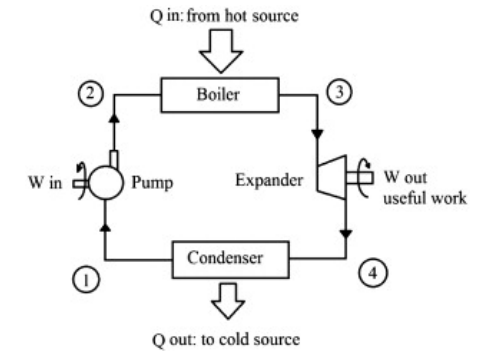 Q in: from hot source
2
Boiler
3
W in
Pump
Expander
W out
useful work
Condenser
1
4
Q out: to cold source